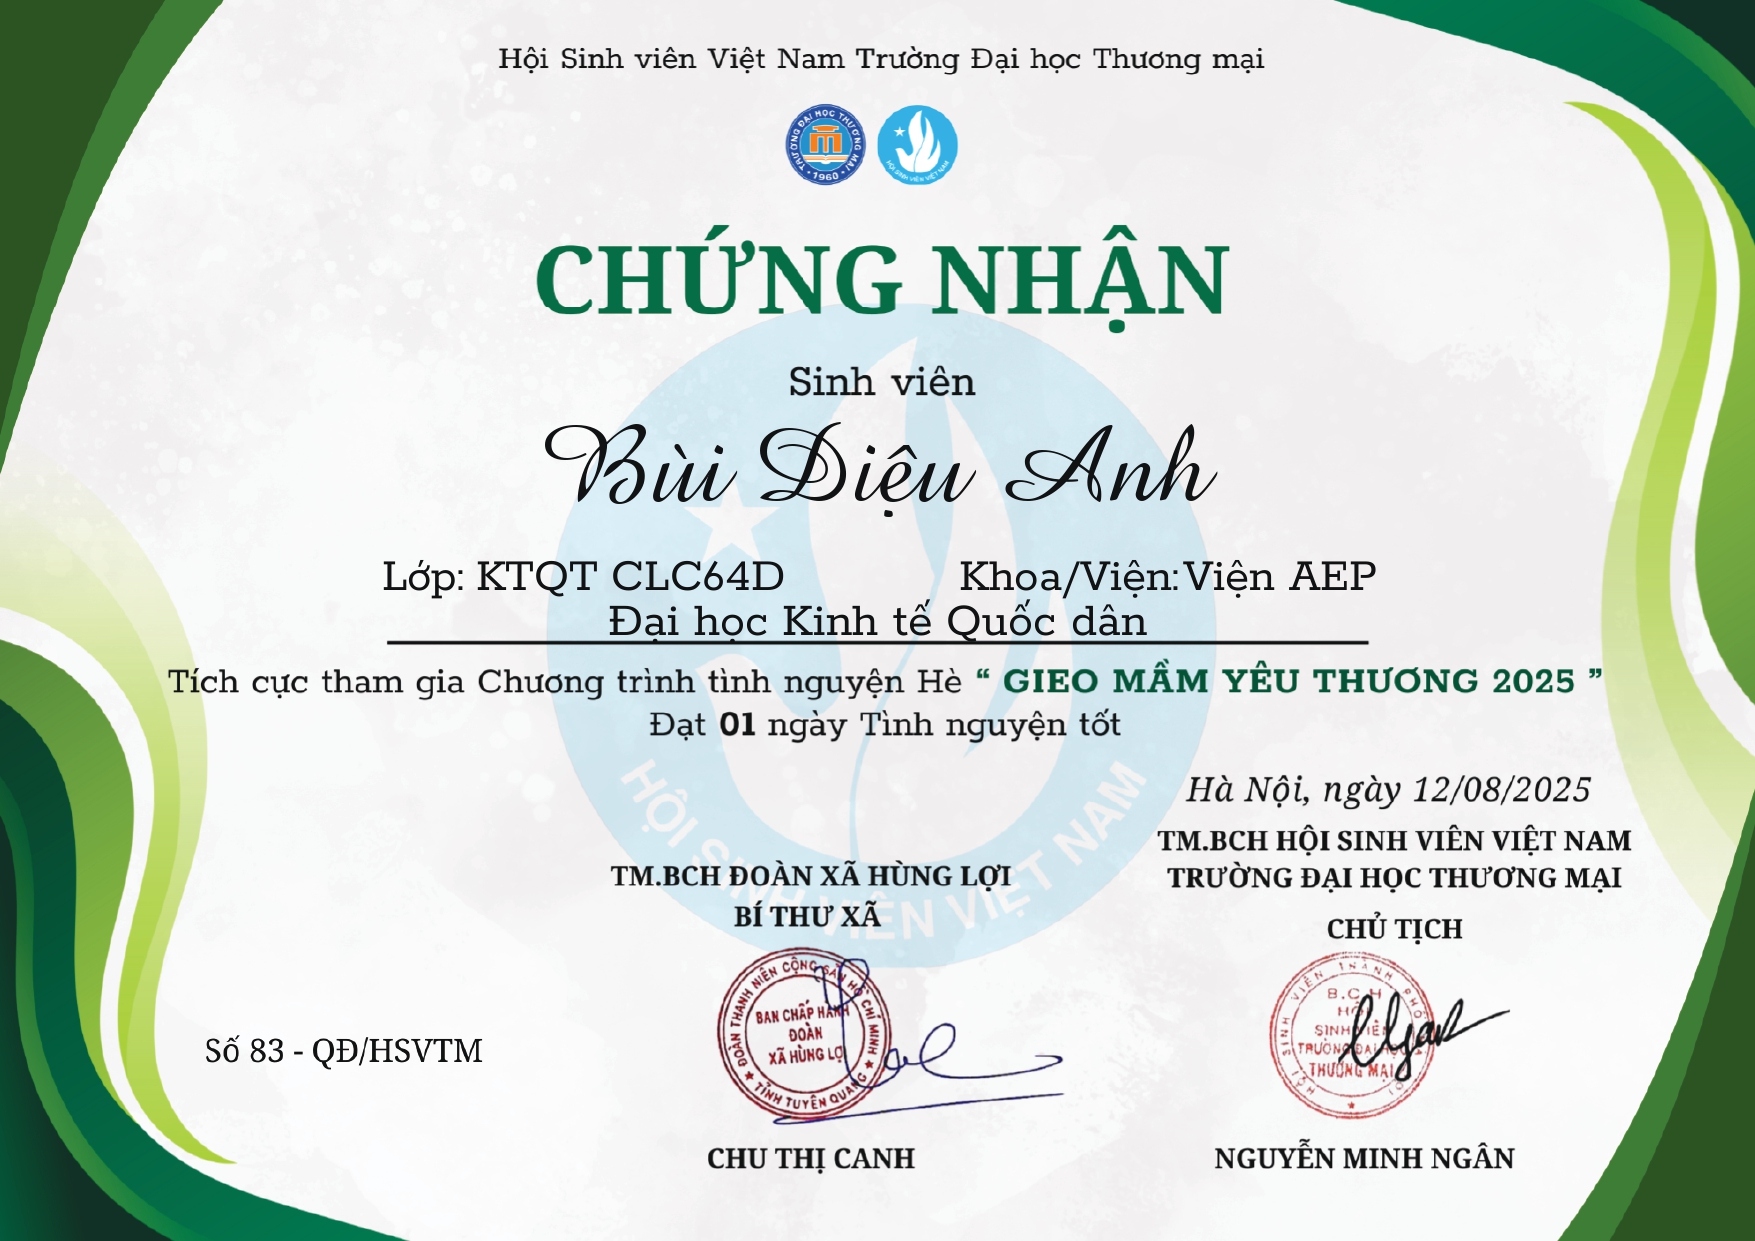 Hội Sinh viên Việt Nam Trường Đại học Thương mại
TRƯỜNG ĐẠI HỌC THƯƠNG MẠI
1960
HỘI SINH VIÊN VIỆT NAM
CHỨNG NHẬN
Sinh viên
Bùi Diệu Anh
Lớp: KTQT CLC64D Khoa/Viện: Viện AEP
Đại học Kinh tế Quốc dân
Tích cực tham gia Chương trình tình nguyện Hè “ GIEO MẦM YÊU THƯƠNG 2025 ”
Đạt 01 ngày Tình nguyện tốt
HỘI SINH VIÊN VIỆT NAM
Hà Nội, ngày 12/08/2025
TM.BCH HỘI SINH VIÊN VIỆT NAM
TRƯỜNG ĐẠI HỌC THƯƠNG MẠI
CHỦ TỊCH
TM.BCH ĐOÀN XÃ HÙNG LỢI
BÍ THƯ XÃ
ĐOÀN THANH NIÊN CỘNG SẢN HỒ CHÍ MINH
BAN CHẤP HÀNH
ĐOÀN
XÃ HÙNG LỢI
TỈNH TUYÊN QUANG
B.C.H
HỘI
SINH VIÊN
TRƯỜNG ĐẠI HỌC
THƯƠNG MẠI
Số 83 - QĐ/HSVTM
CHU THỊ CANH
NGUYỄN MINH NGÂN